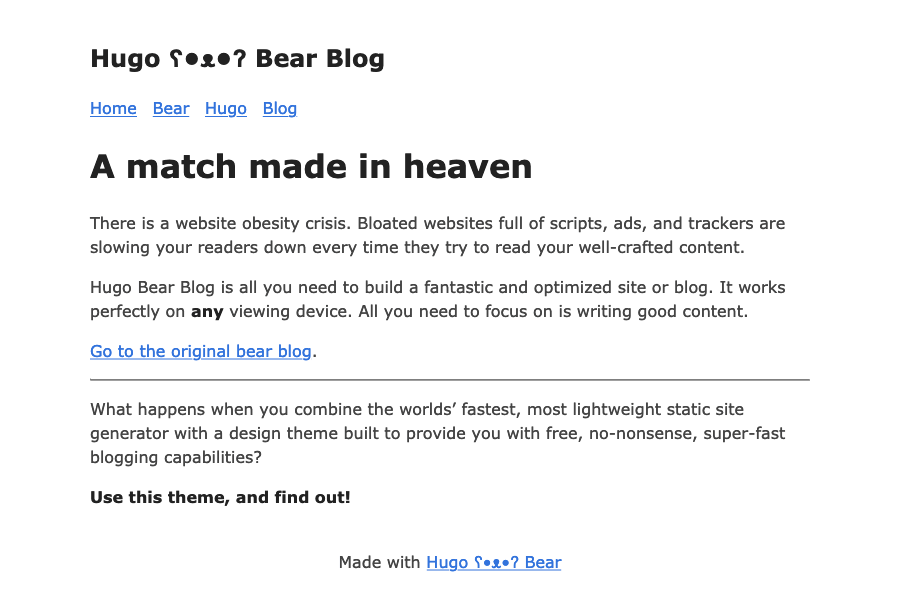 Hugo ʕ•ᴥ•ʔ Bear Blog
Home Bear Hugo Blog
A match made in heaven
There is a website obesity crisis. Bloated websites full of scripts, ads, and trackers are
slowing your readers down every time they try to read your well-crafted content.
Hugo Bear Blog is all you need to build a fantastic and optimized site or blog. It works
perfectly on any viewing device. All you need to focus on is writing good content.
Go to the original bear blog.
What happens when you combine the worlds’ fastest, most lightweight static site
generator with a design theme built to provide you with free, no-nonsense, super-fast
blogging capabilities?
Use this theme, and find out!
Made with Hugo ʕ•ᴥ•ʔ Bear